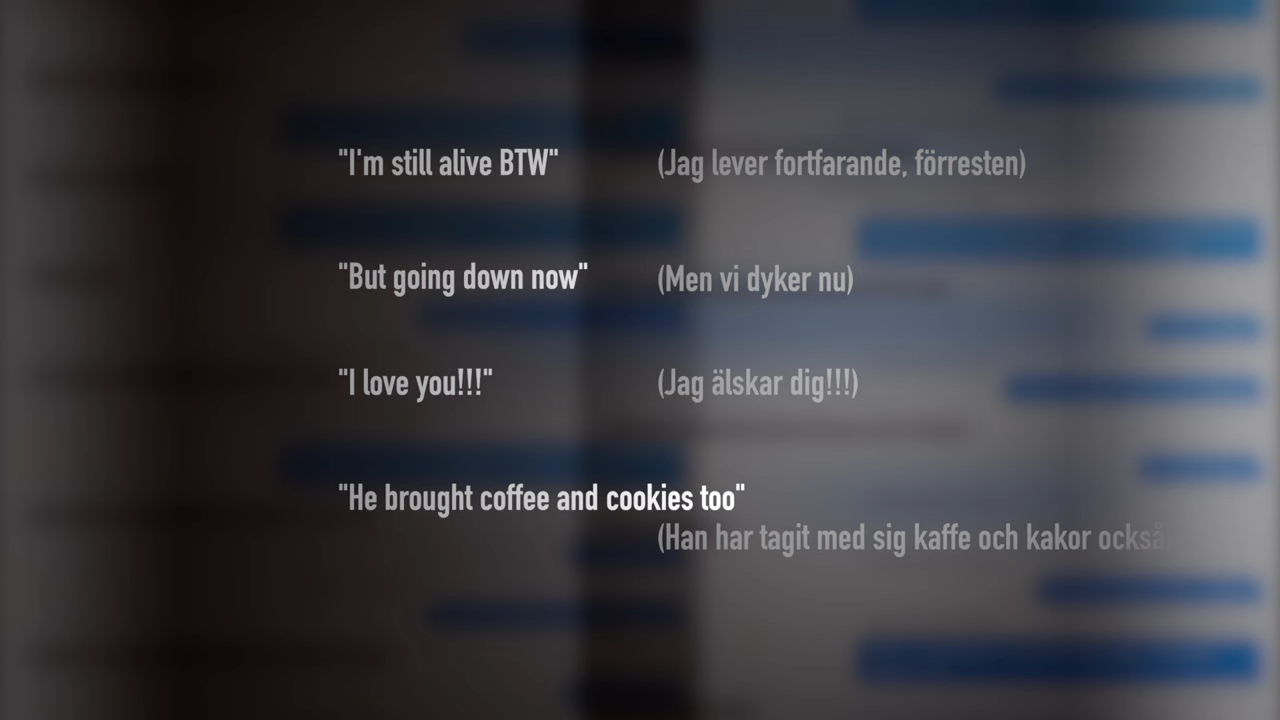 "I'm still alive BTW" (Jag lever fortfarande, förresten)
"But going down now" (Men vi dyker nu)
"I love you!!!" (Jag älskar dig!!!)
"He brought coffee and cookies too"
(Han har tagit med sig kaffe och kakor också